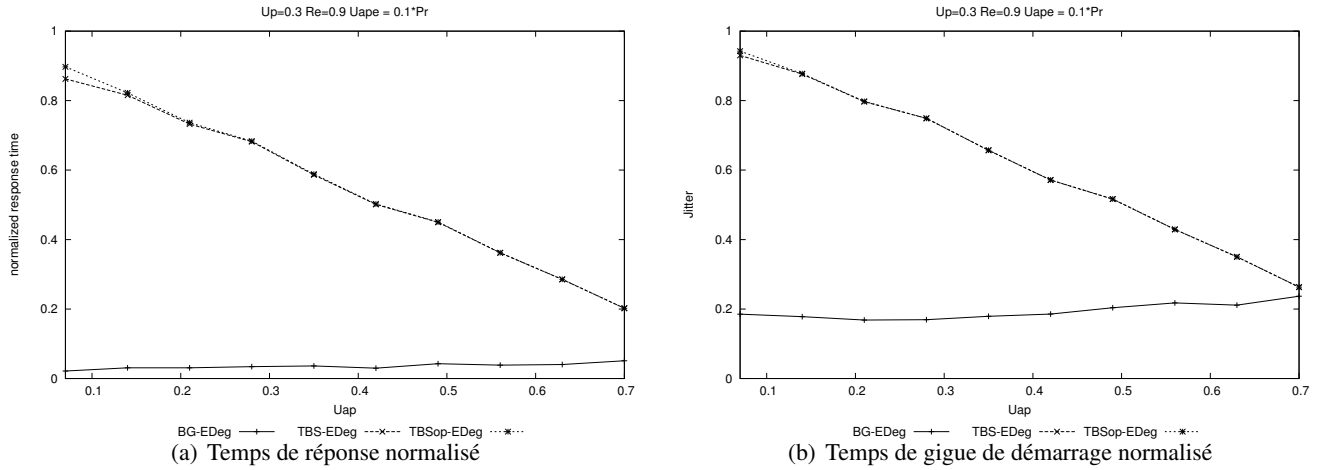 Up=0.3 Re=0.9 Uape = 0.1*Pr
normalized response time
1
0.8
0.6
0.4
0.2
0
0.1 0.2 0.3 0.4 0.5 0.6 0.7
Uap
BG-EDeg TBS-EDeg TBSop-EDeg
(a) Temps de réponse normalisé
Up=0.3 Re=0.9 Uape = 0.1*Pr
Jitter
1
0.8
0.6
0.4
0.2
0
0.1 0.2 0.3 0.4 0.5 0.6 0.7
Uap
BG-EDeg TBS-EDeg TBSop-EDeg
(b) Temps de gigue de démarrage normalisé